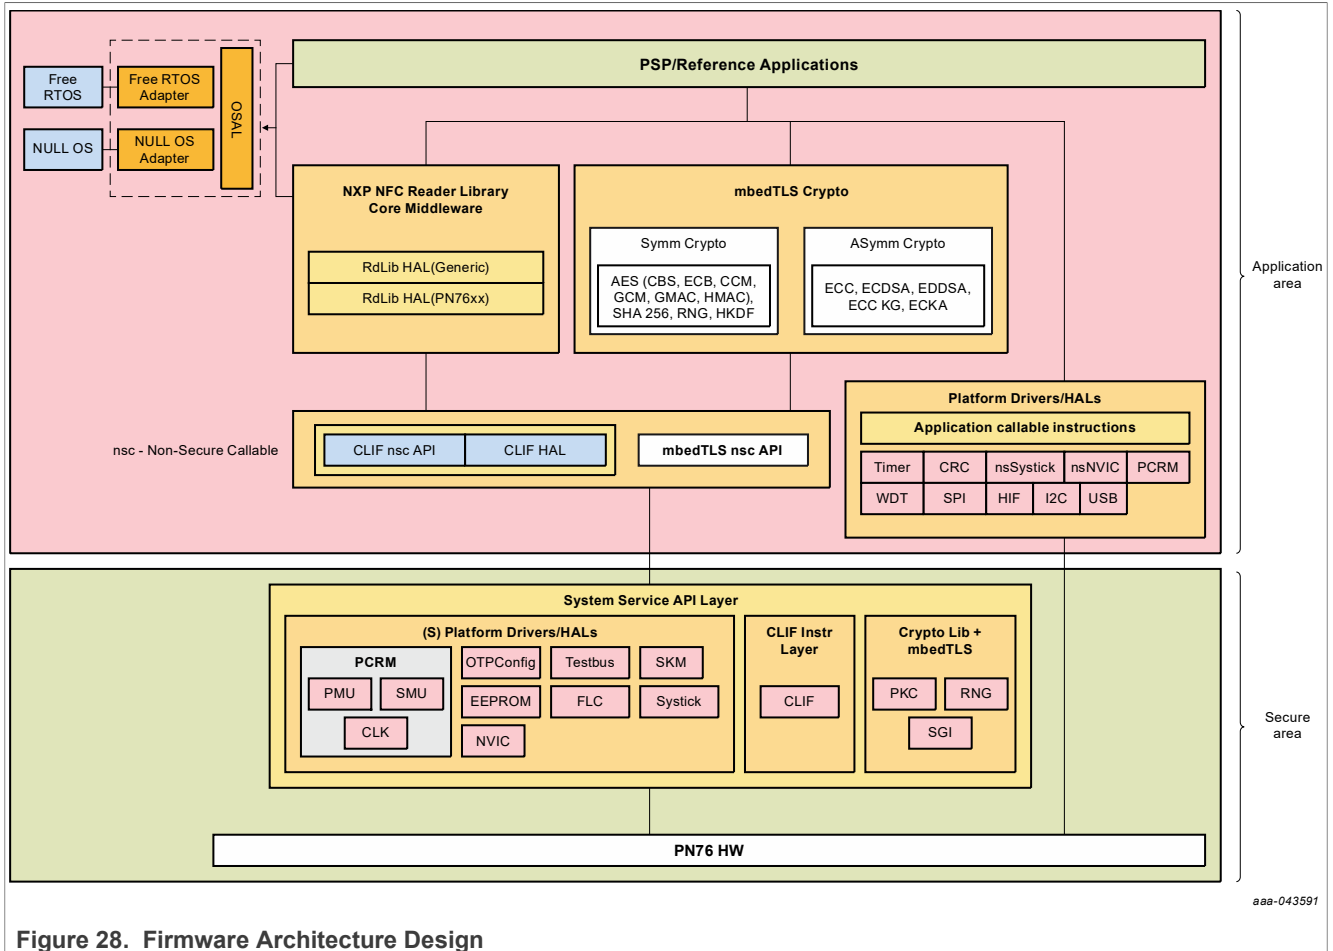 PSP/Reference Applications
Free
RTOS
Free RTOS
Adapter
OSAL
NULL OS
NULL OS
Adapter
NXP NFC Reader Library
Core Middleware
RdLib HAL(Generic)
RdLib HAL(PN76xx)
mbedTLS Crypto
Symm Crypto
AES (CBS, ECB, CCM,
GCM, GMAC, HMAC),
SHA 256, RNG, HKDF
ASymm Crypto
ECC, ECDSA, EDDSA,
ECC KG, ECKA
Application
area
nsc - Non-Secure Callable
CLIF nsc API
CLIF HAL
mbedTLS nsc API
Platform Drivers/HALs
Application callable instructions
Timer
CRC
nsSystick
nsNVIC
PCRM
WDT
SPI
HIF
I2C
USB
System Service API Layer
(S) Platform Drivers/HALs
PCRM
PMU
SMU
CLK
OTPConfig
Testbus
SKM
EEPROM
FLC
Systick
NVIC
CLIF Instr
Layer
CLIF
Crypto Lib +
mbedTLS
PKC
RNG
SGI
Secure
area
PN76 HW
aaa-043591
Figure 28. Firmware Architecture Design